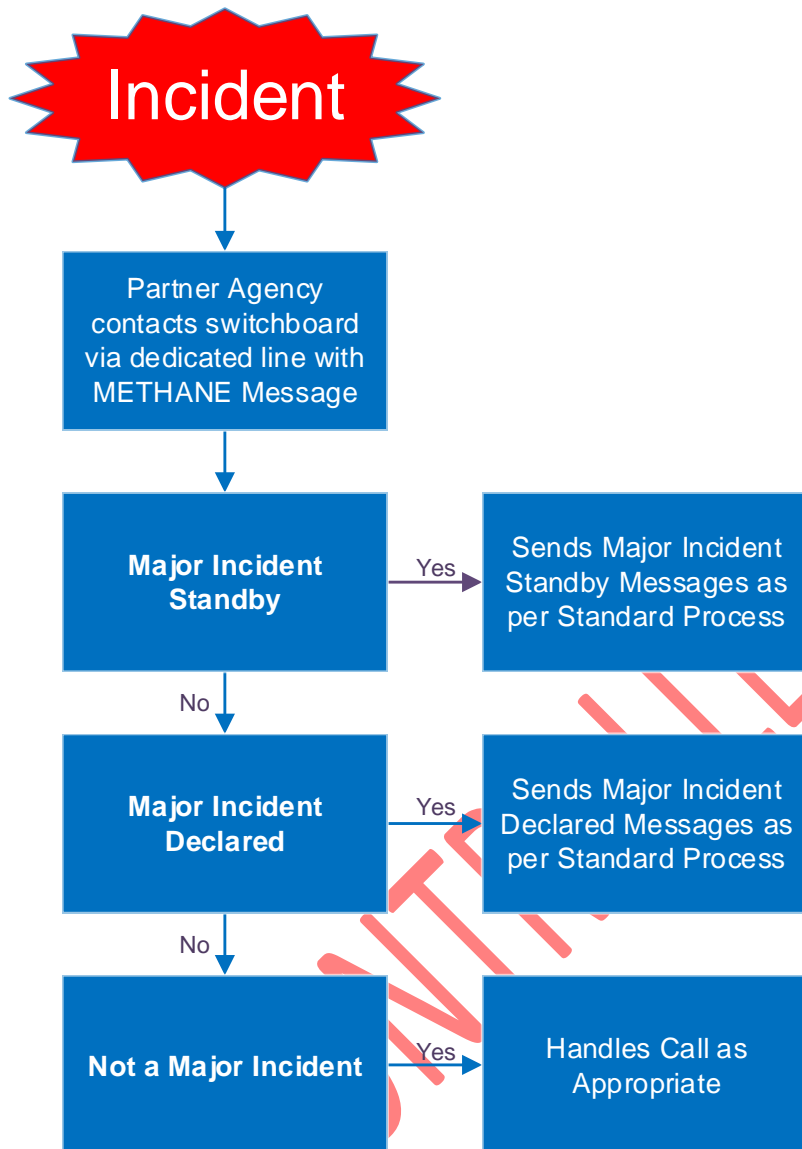 Incident
Partner Agency
contacts switchboard
via dedicated line with
METHANE Message
Major Incident
Standby
Yes
Sends Major Incident
Standby Messages as
per Standard Process
No
Major Incident
Declared
Yes
Sends Major Incident
Declared Messages as
per Standard Process
No
Not a Major Incident
Yes
Handles Call as
Appropriate